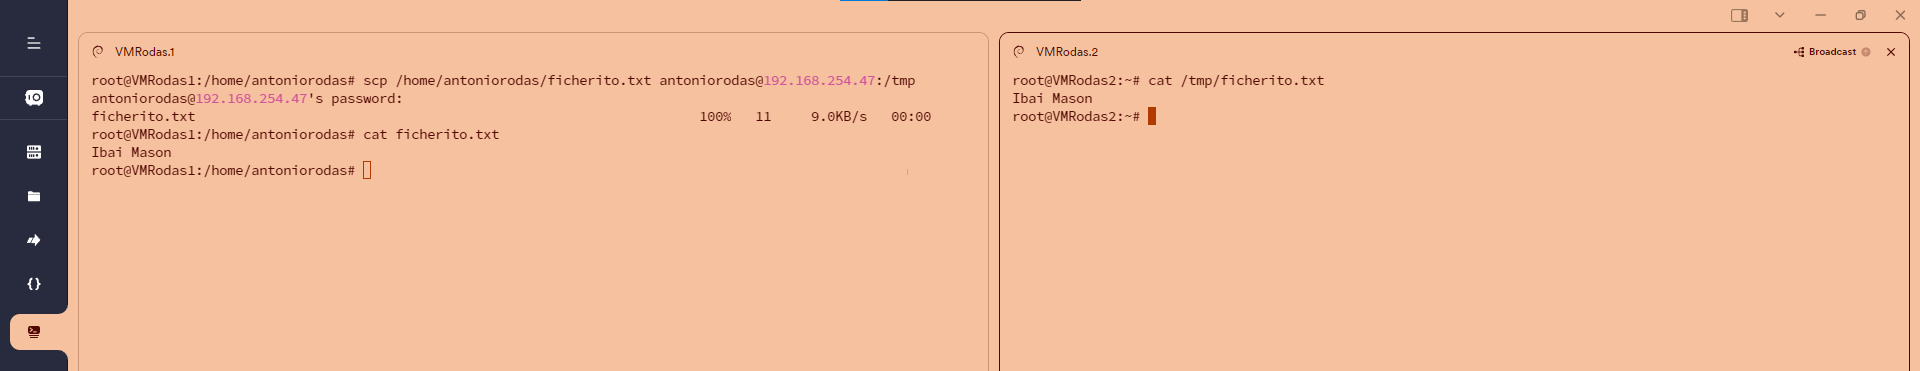 VMRodas.1
root@VMRodas1:/home/antoniorodas# scp /home/antoniorodas/ficherito.txt antoniorodas@192.168.254.47:/tmp
antoniorodas@192.168.254.47's password:
ficherito.txt 100% 11 9.0KB/s 00:00
root@VMRodas1:/home/antoniorodas# cat ficherito.txt
Ibai Mason
root@VMRodas1:/home/antoniorodas#
VMRodas.2
Broadcast
root@VMRodas2:~# cat /tmp/ficherito.txt
Ibai Mason
root@VMRodas2:~#